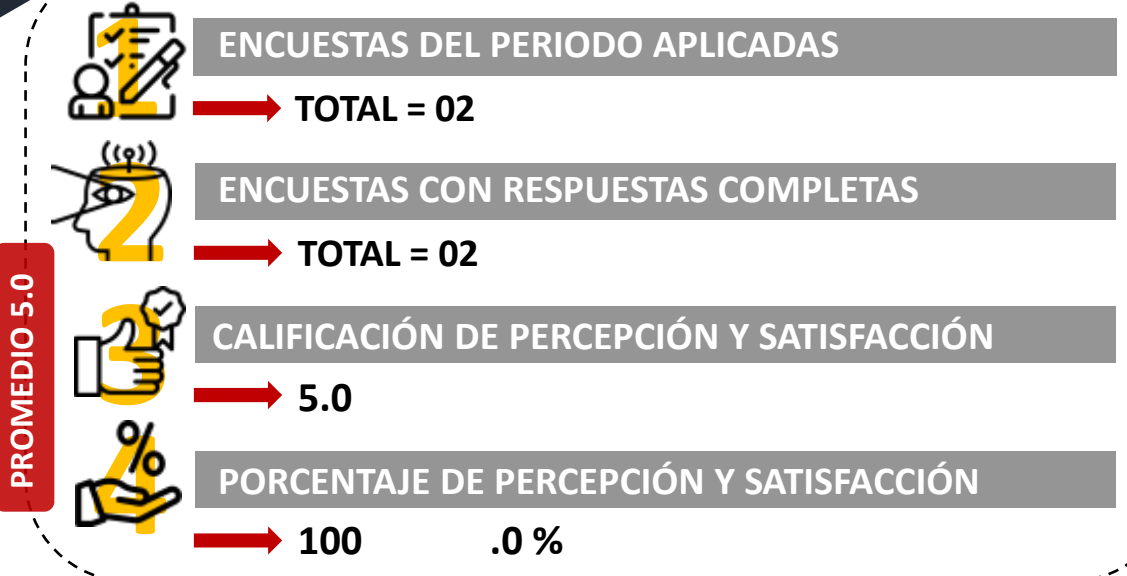 1
ENCUESTAS DEL PERIODO APLICADAS
TOTAL = 02
2
ENCUESTAS CON RESPUESTAS COMPLETAS
TOTAL = 02
PROMEDIO 5.0
3
CALIFICACIÓN DE PERCEPCIÓN Y SATISFACCIÓN
5.0
4
%
PORCENTAJE DE PERCEPCIÓN Y SATISFACCIÓN
100 .0 %